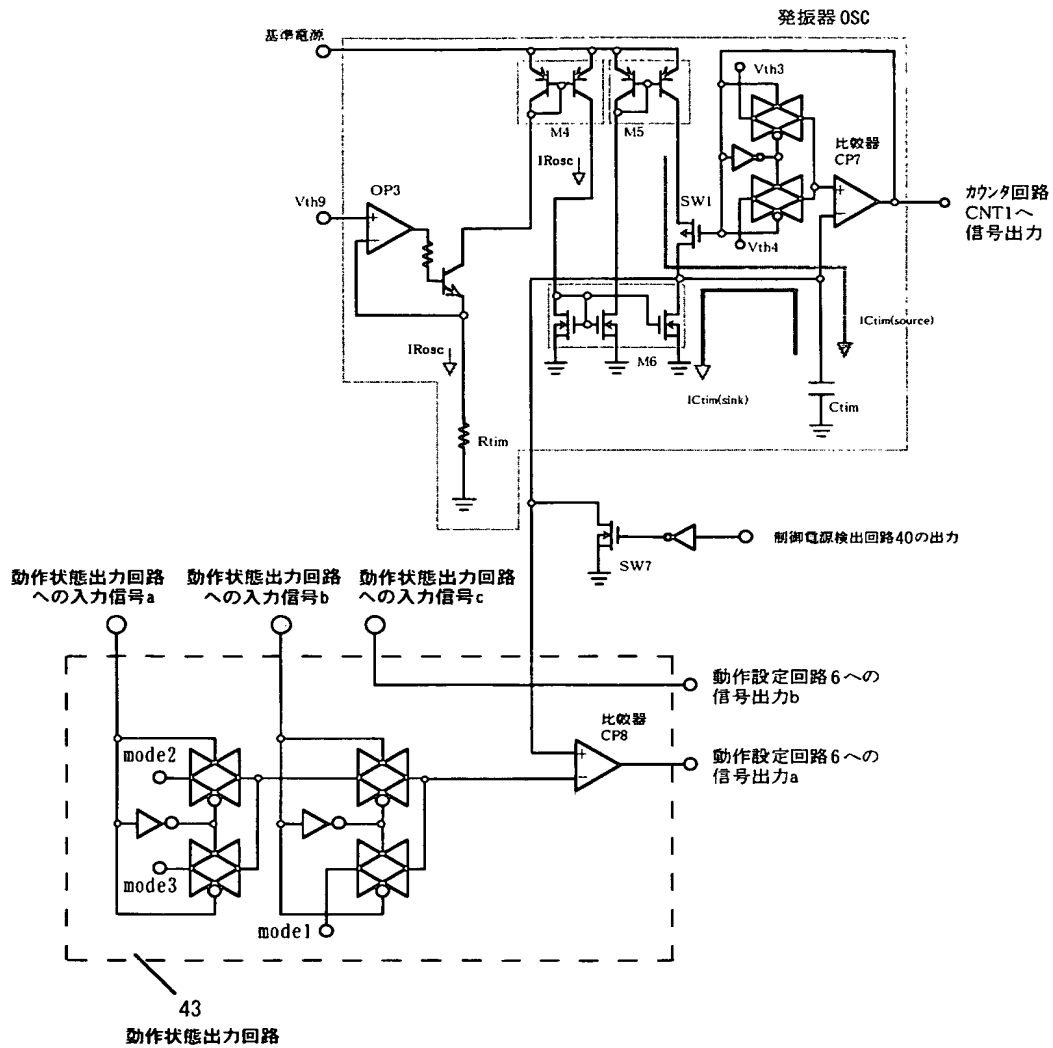 発振器OSC
基準電源
Vth3
M4
M5
比較器
CP7
IRosc
OP3
SW1
Vth9
カウンタ回路
CNT1へ
信号出力
Vth4
ICtim(source)
IRosc
M6
ICtim(sink)
Ctim
Rtim
制御電源検出回路40の出力
SW7
動作状態出力回路
への入力信号a
動作状態出力回路
への入力信号b
動作状態出力回路
への入力信号c
動作設定回路6への
信号出力b
比較器
CP8
mode2
動作設定回路6への
信号出力a
mode3
mode1
43
動作状態出力回路